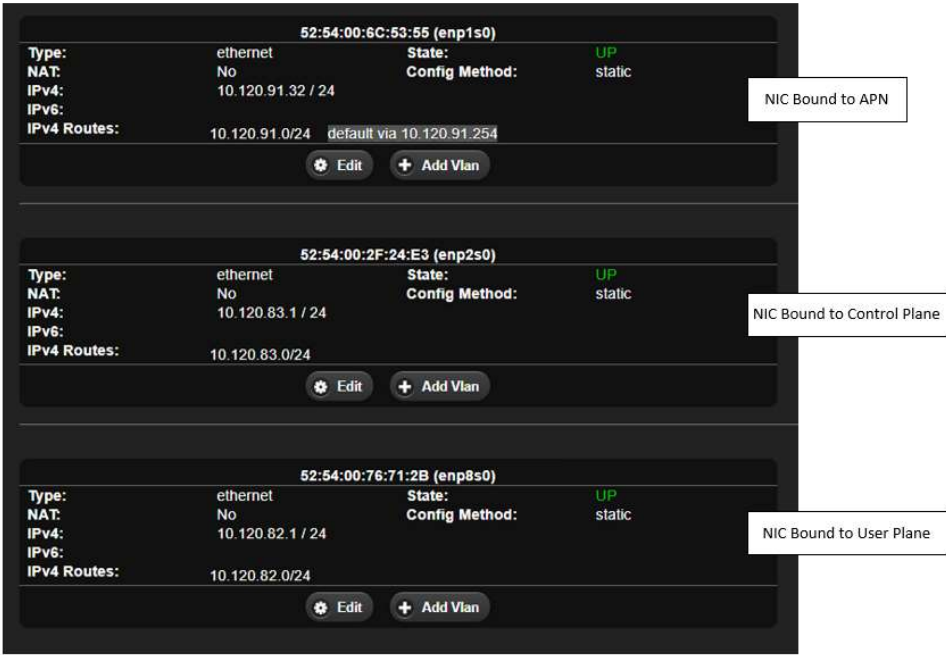 52:54:00:6C:53:55 (enp1s0)
Type: ethernet State: UP
NAT: No Config Method: static
IPv4: 10.120.91.32 / 24
IPv6:
IPv4 Routes: 10.120.91.0/24 default via 10.120.91.254
Edit Add Vlan
NIC Bound to APN
52:54:00:2F:24:E3 (enp2s0)
Type: ethernet State: UP
NAT: No Config Method: static
IPv4: 10.120.83.1 / 24
IPv6:
IPv4 Routes: 10.120.83.0/24
Edit Add Vlan
NIC Bound to Control Plane
52:54:00:76:71:2B (enp8s0)
Type: ethernet State: UP
NAT: No Config Method: static
IPv4: 10.120.82.1 / 24
IPv6:
IPv4 Routes: 10.120.82.0/24
Edit Add Vlan
NIC Bound to User Plane